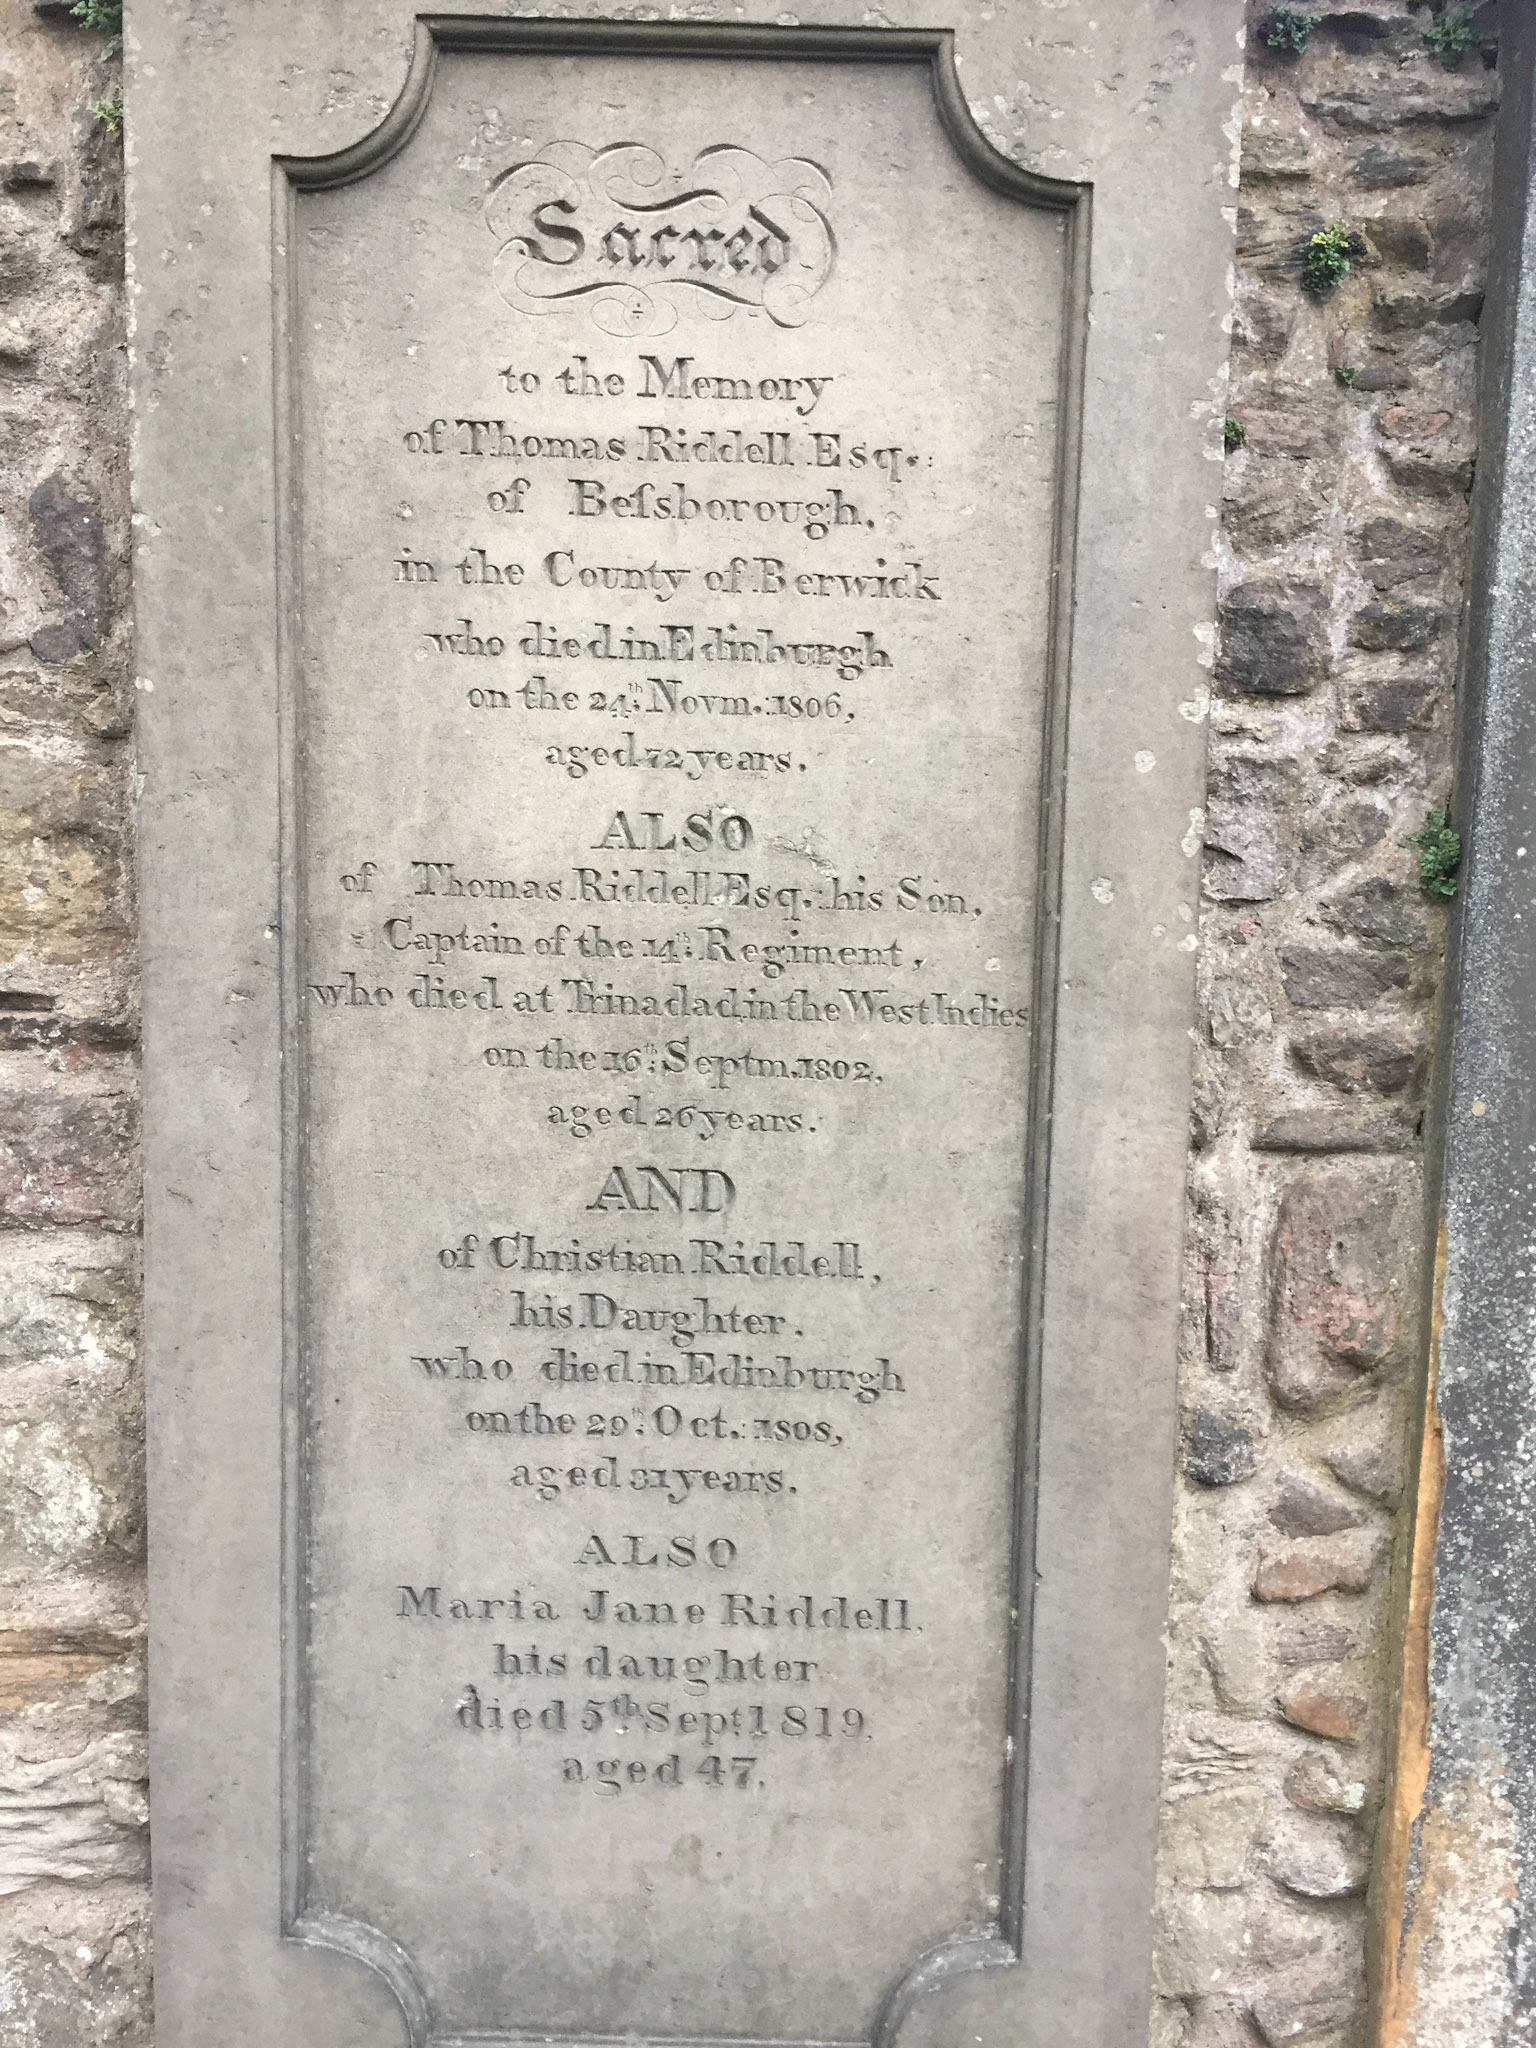 Sacred
to the Memory
of Thomas Riddell Esq.:
of Beſsborough,
in the County of Berwick
who died in Edinburgh
on the 24th. Novm.: 1806,
aged 72 years.
ALSO
of Thomas Riddell Esq.: his Son,
Captain of the 14th. Regiment,
who died at Trinadad in the West Indies
on the 16th. Septm. 1802,
aged 26 years.
AND
of Christian Riddell,
his Daughter.
who died in Edinburgh
on the 29th. Oct.: 1808,
aged 31 years.
ALSO
Maria Jane Riddell,
his daughter
died 5th Sept. 1819,
aged 47.